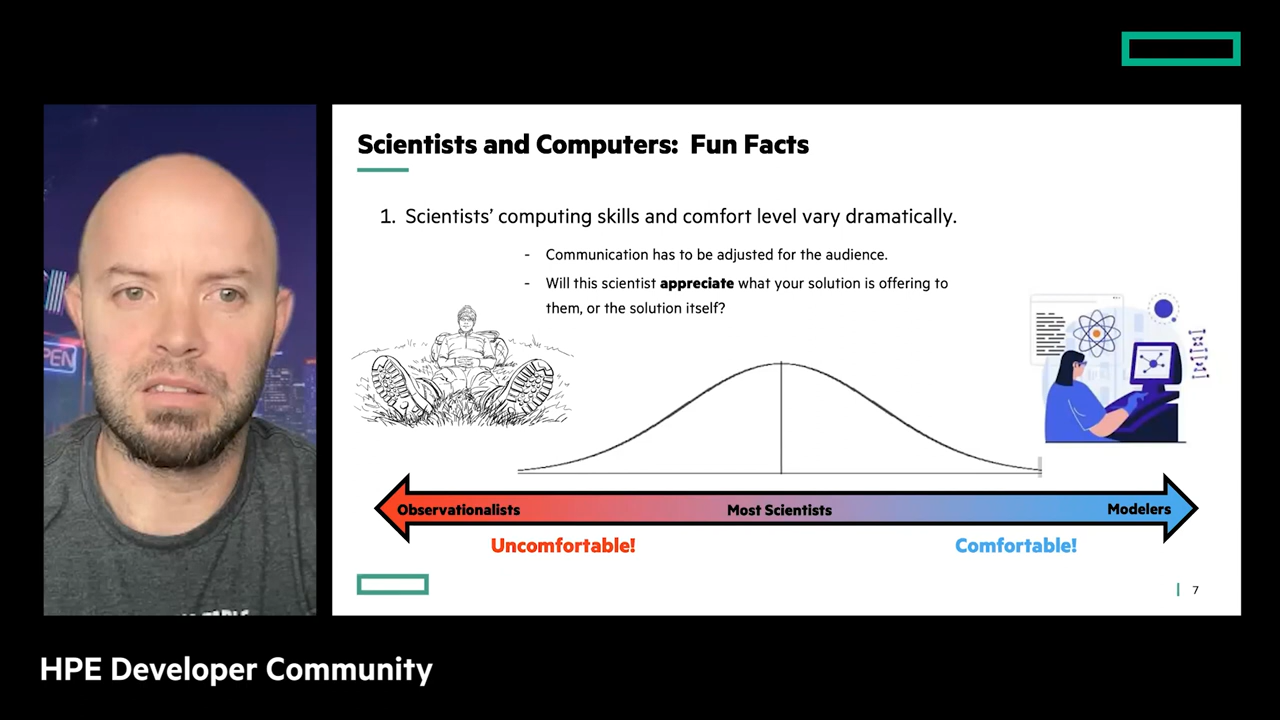 Scientists and Computers: Fun Facts
1. Scientists' computing skills and comfort level vary dramatically.
- Communication has to be adjusted for the audience.
- Will this scientist appreciate what your solution is offering to
them, or the solution itself?
PEN
Observationalists
Most Scientists
Modelers
Uncomfortable!
Comfortable!
7
HPE Developer Community